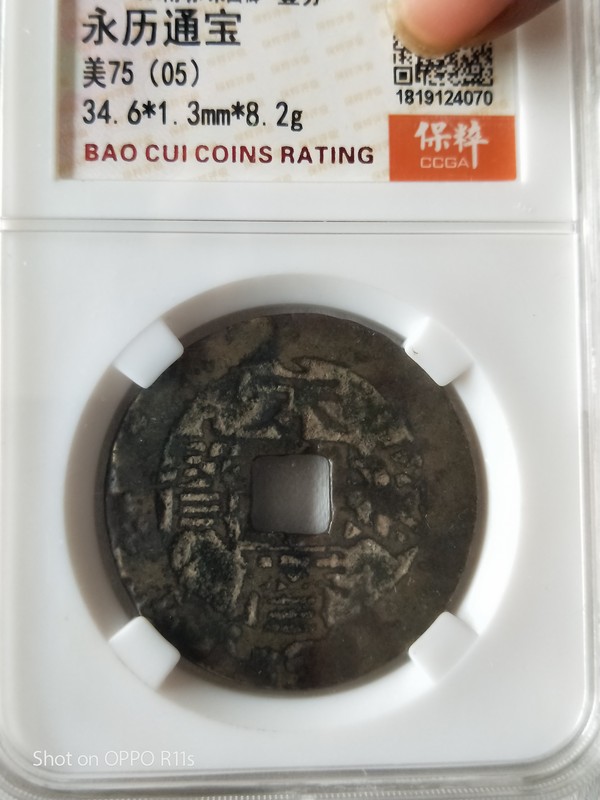 永历通宝
美75（05）
34.6*1.3mm*8.2g
BAO CUI COINS RATING
1819124070
保粹
CCGA
Shot on OPPO R11s